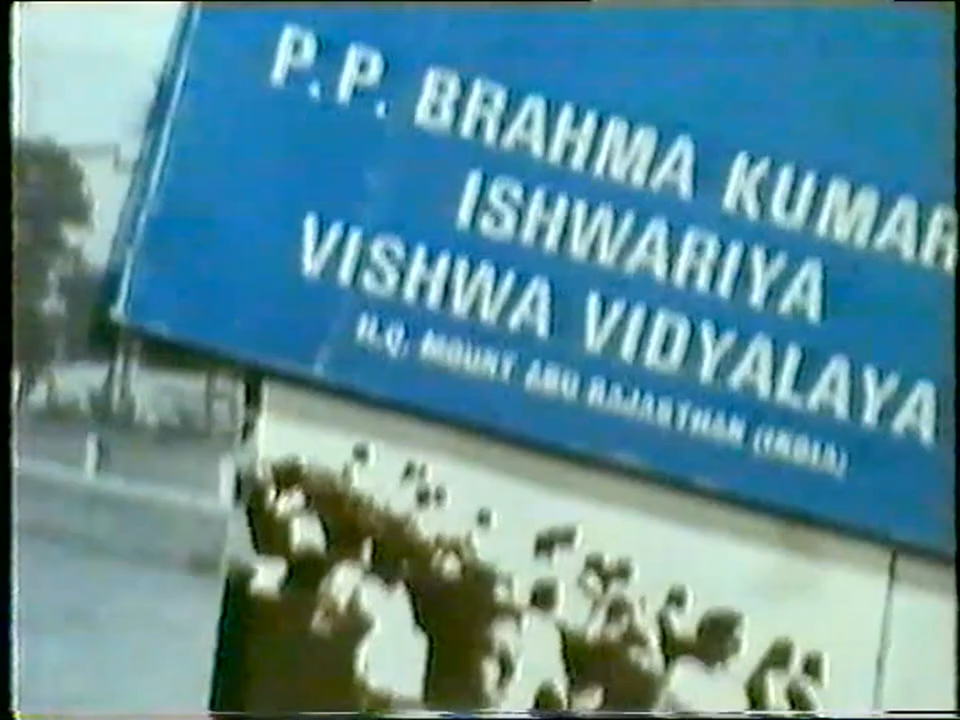 P.P. BRAHMA KUMAR
ISHWARIYA
VISHWA VIDYALAYA
H.Q. MOUNT ABU RAJASTHAN (INDIA)